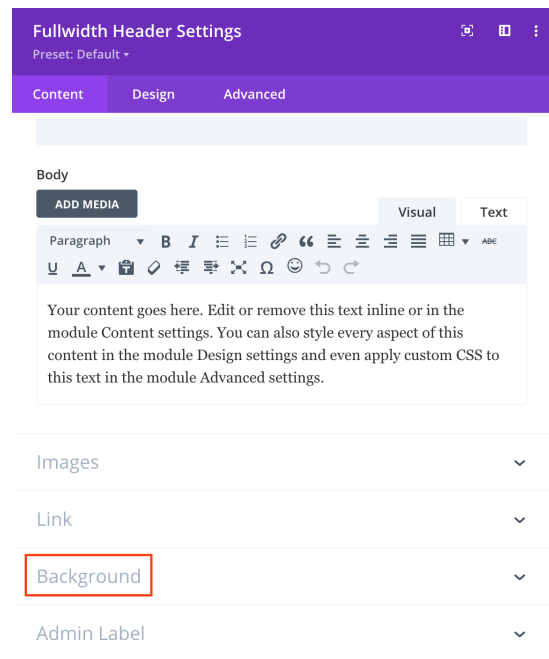 Fullwidth Header Settings
Preset: Default
Content Design Advanced
Body
ADD MEDIA
Visual Text
Paragraph B I ABC
U A Ω
Your content goes here. Edit or remove this text inline or in the
module Content settings. You can also style every aspect of this
content in the module Design settings and even apply custom CSS to
this text in the module Advanced settings.
Images
Link
Background
Admin Label